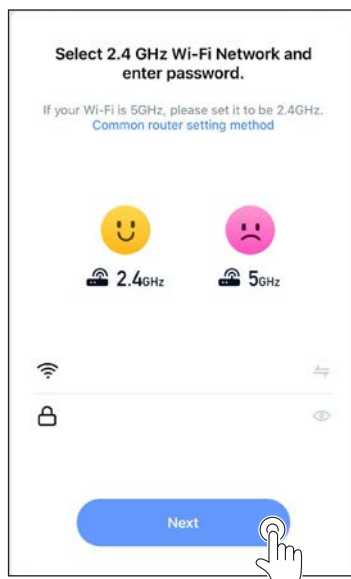 Select 2.4 GHz Wi-Fi Network and
enter password.
If your Wi-Fi is 5GHz, please set it to be 2.4GHz.
Common router setting method
2.4GHz 5GHz
Next